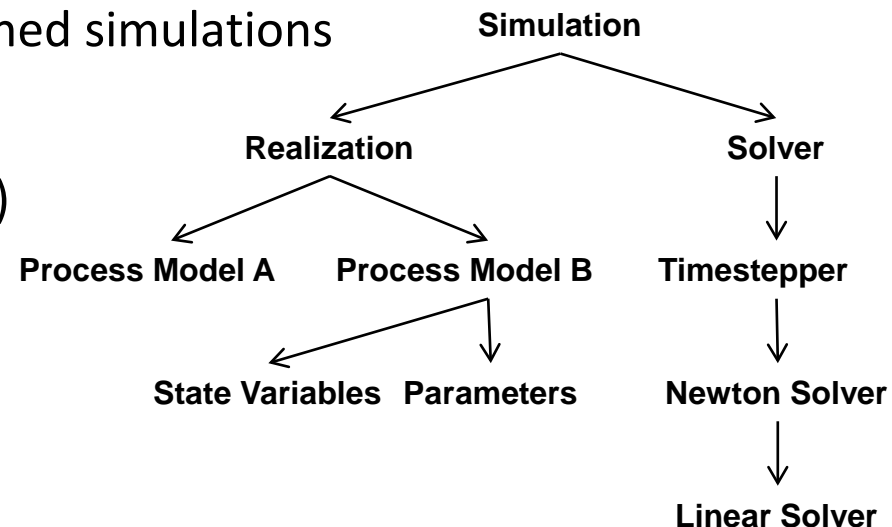 ned simulations
Simulation
Realization Solver
)
Process Model A Process Model B Timestepper
State Variables Parameters Newton Solver
Linear Solver